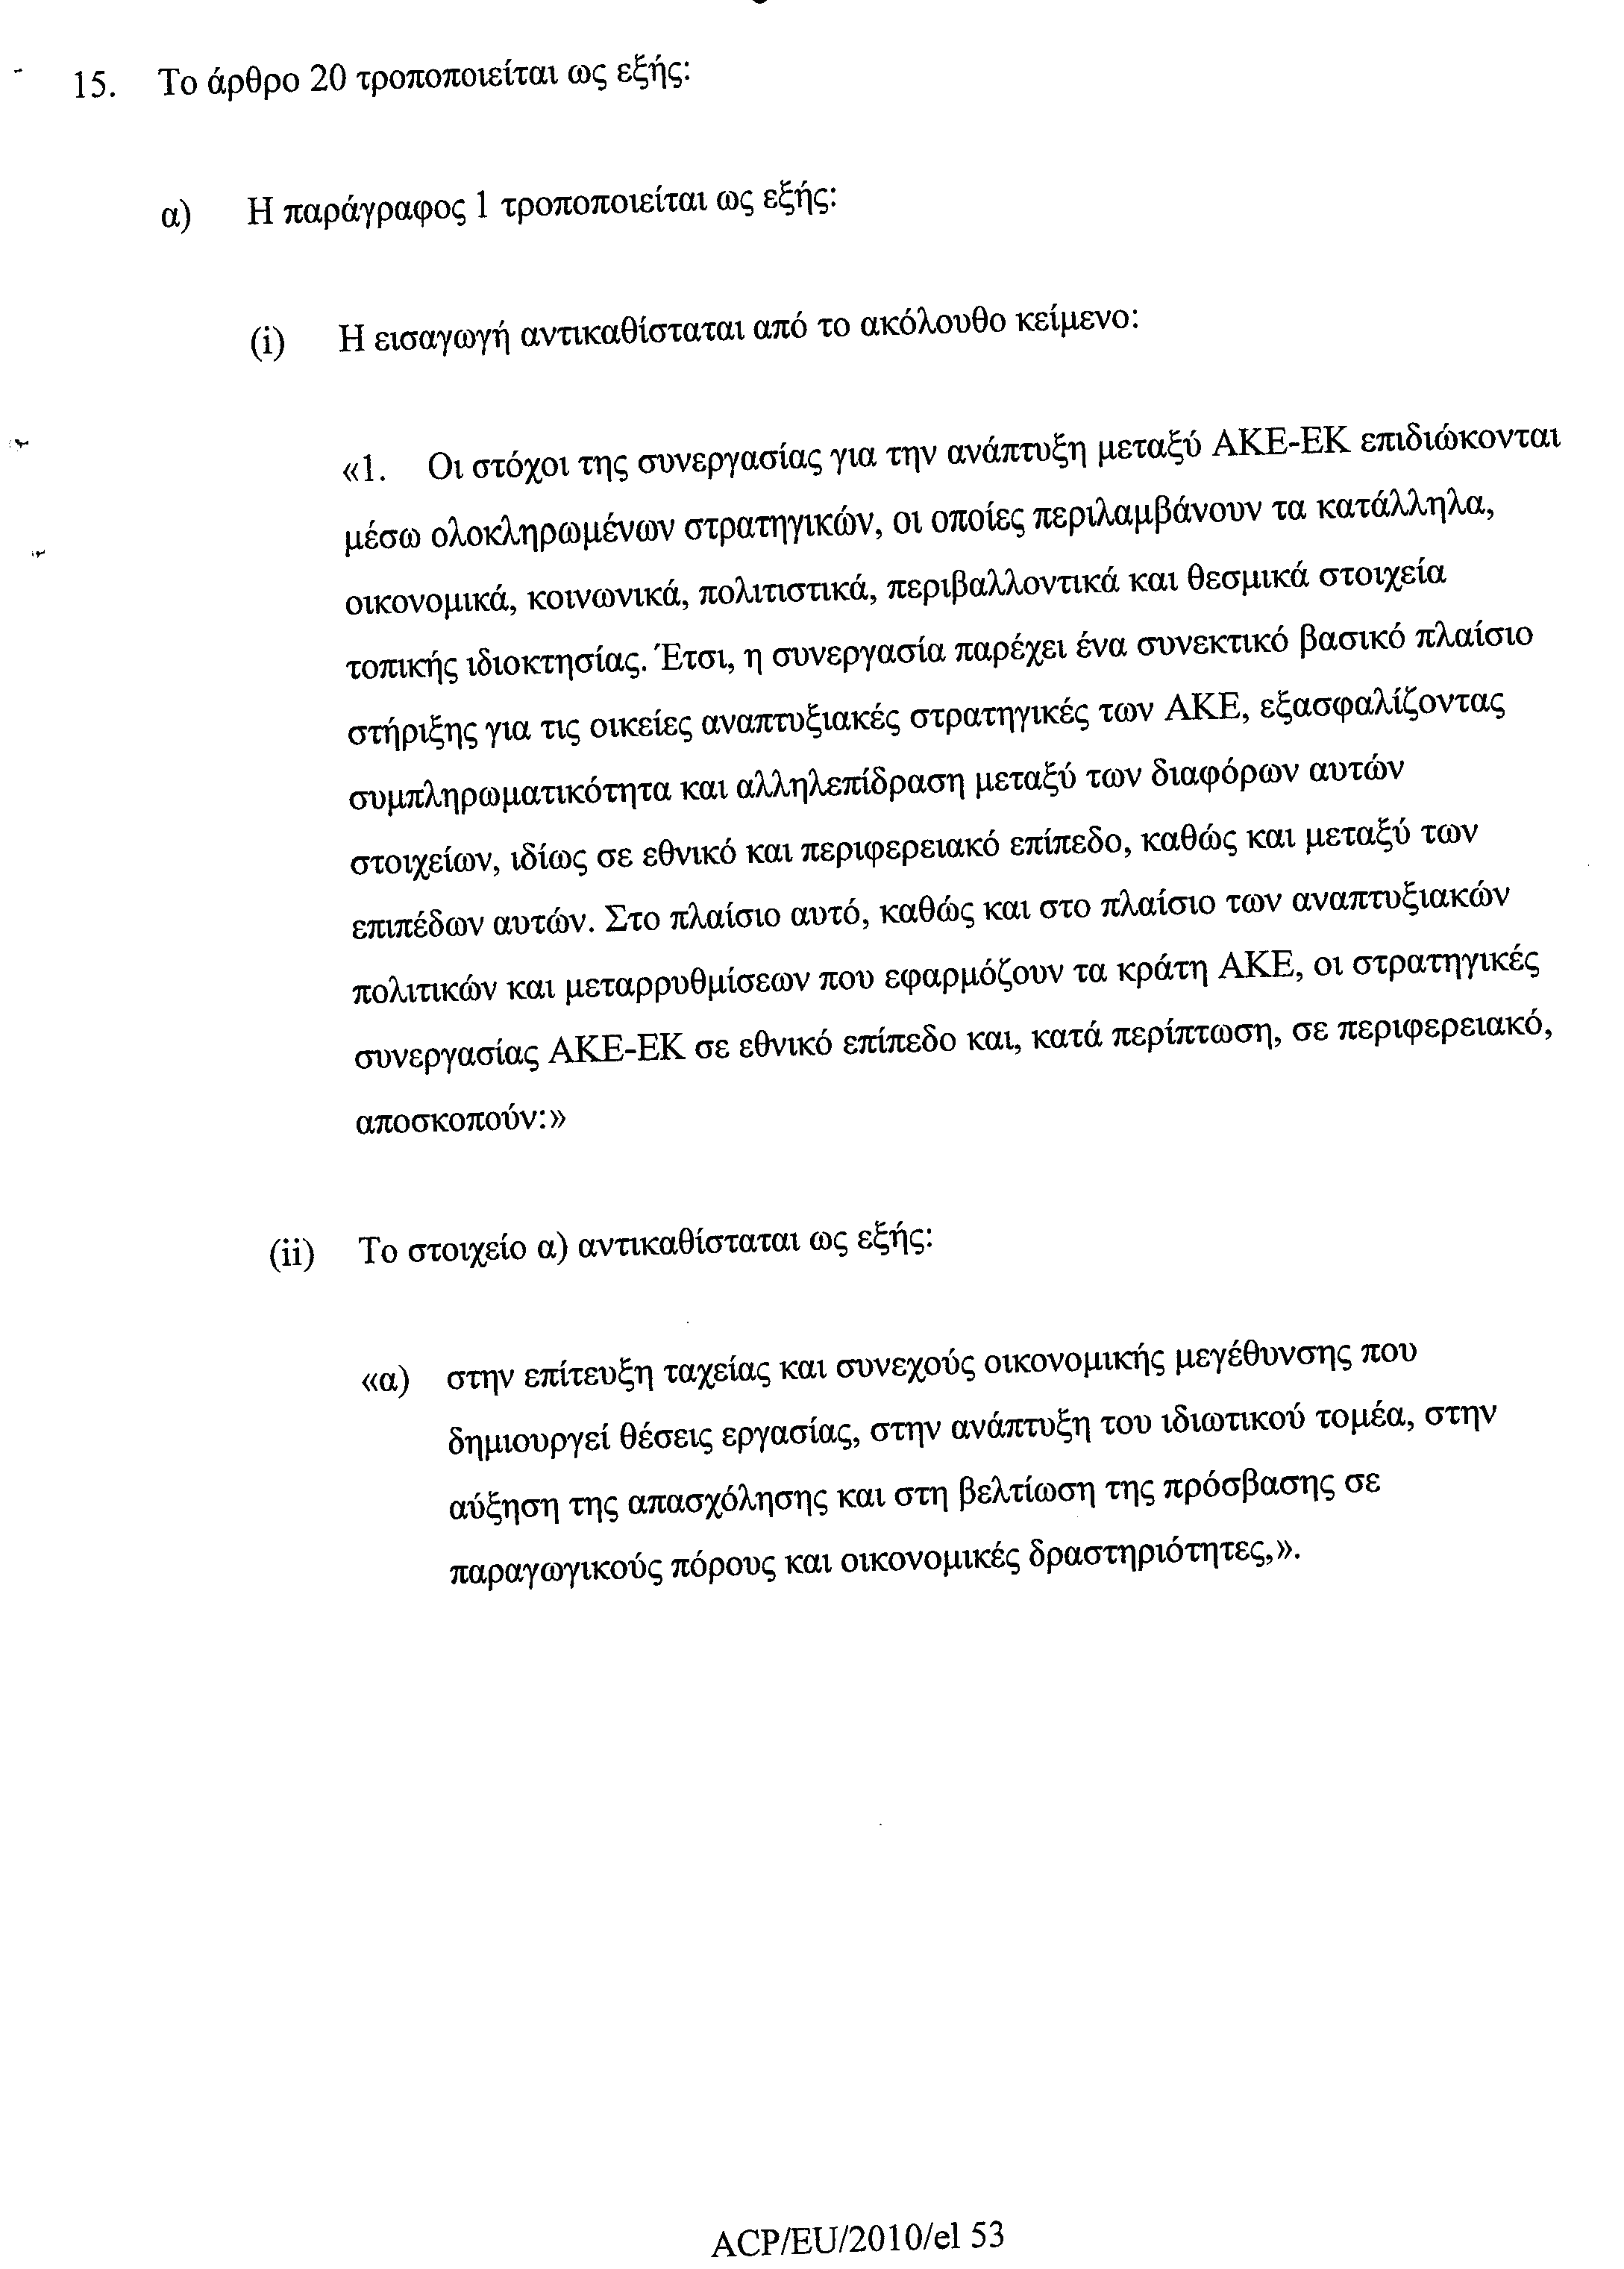 15. Το άρθρο 20 τροποποιείται ως εξής:
α) Η παράγραφος 1 τροποποιείται ως εξής:
(i) Η εισαγωγή αντικαθίσταται από το ακόλουθο κείμενο:
«1. Οι στόχοι της συνεργασίας για την ανάπτυξη μεταξύ ΑΚΕ-ΕΚ επιδιώκονται
μέσω ολοκληρωμένων στρατηγικών, οι οποίες περιλαμβάνουν τα κατάλληλα,
οικονομικά, κοινωνικά, πολιτιστικά, περιβαλλοντικά και θεσμικά στοιχεία
τοπικής ιδιοκτησίας. Έτσι, η συνεργασία παρέχει ένα συνεκτικό βασικό πλαίσιο
στήριξης για τις οικείες αναπτυξιακές στρατηγικές των ΑΚΕ, εξασφαλίζοντας
συμπληρωματικότητα και αλληλεπίδραση μεταξύ των διαφόρων αυτών
στοιχείων, ιδίως σε εθνικό και περιφερειακό επίπεδο, καθώς και μεταξύ των
επιπέδων αυτών. Στο πλαίσιο αυτό, καθώς και στο πλαίσιο των αναπτυξιακών
πολιτικών και μεταρρυθμίσεων που εφαρμόζουν τα κράτη ΑΚΕ, οι στρατηγικές
συνεργασίας ΑΚΕ-ΕΚ σε εθνικό επίπεδο και, κατά περίπτωση, σε περιφερειακό,
αποσκοπούν:»
(ii) Το στοιχείο α) αντικαθίσταται ως εξής:
«α) στην επίτευξη ταχείας και συνεχούς οικονομικής μεγέθυνσης που
δημιουργεί θέσεις εργασίας, στην ανάπτυξη του ιδιωτικού τομέα, στην
αύξηση της απασχόλησης και στη βελτίωση της πρόσβασης σε
παραγωγικούς πόρους και οικονομικές δραστηριότητες,».
ACP/EU/2010/el 53